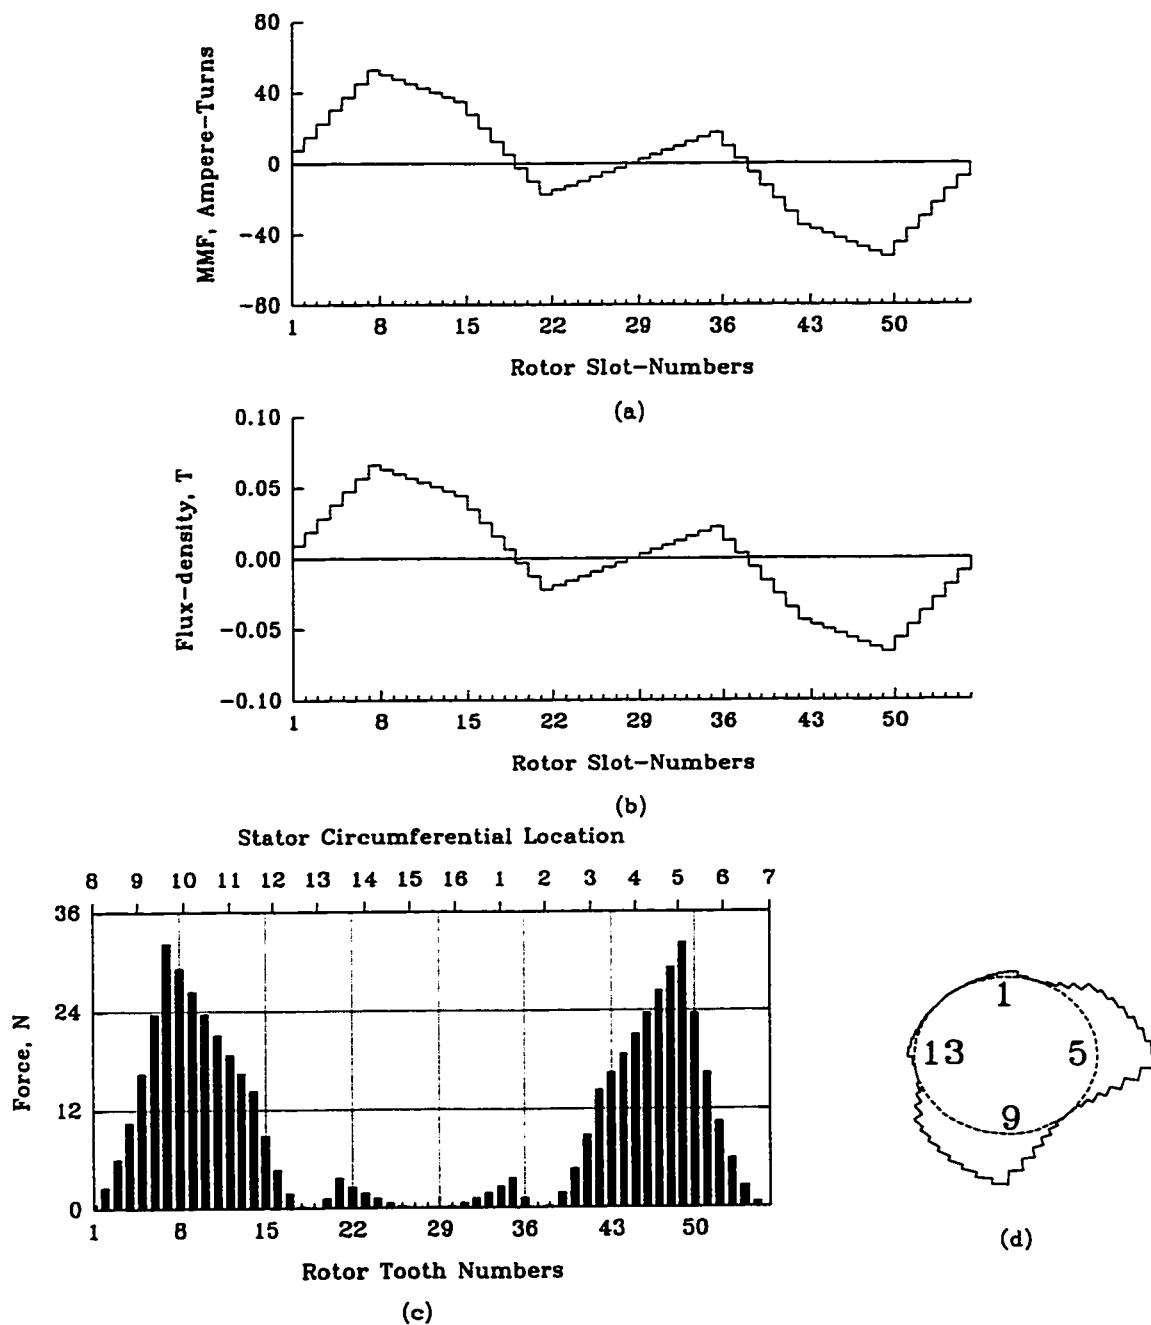 80
40
0
-40
-80
MMF, Ampere-Turns
1 8 15 22 29 36 43 50
Rotor Slot-Numbers
(a)
0.10
0.05
0.00
-0.05
-0.10
Flux-density, T
1 8 15 22 29 36 43 50
Rotor Slot-Numbers
(b)
Stator Circumferential Location
8 9 10 11 12 13 14 15 16 1 2 3 4 5 6 7
36
24
12
0
Force, N
1 8 15 22 29 36 43 50
Rotor Tooth Numbers
(c)
1
13 5
9
(d)